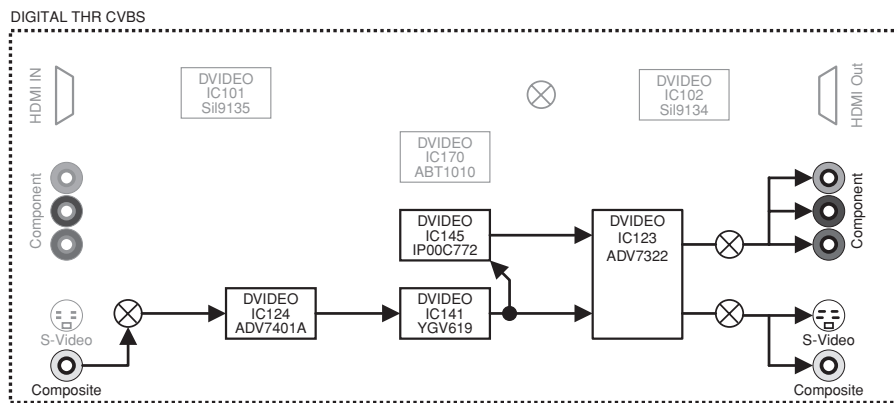 DIGITAL THR CVBS
HDMI IN
DVIDEO
IC101
Sil9135
DVIDEO
IC102
Sil9134
HDMI Out
DVIDEO
IC170
ABT1010
Component
DVIDEO
IC145
IP00C772
DVIDEO
IC123
ADV7322
Component
DVIDEO
IC124
ADV7401A
DVIDEO
IC141
YGV619
S-Video
S-Video
Composite
Composite